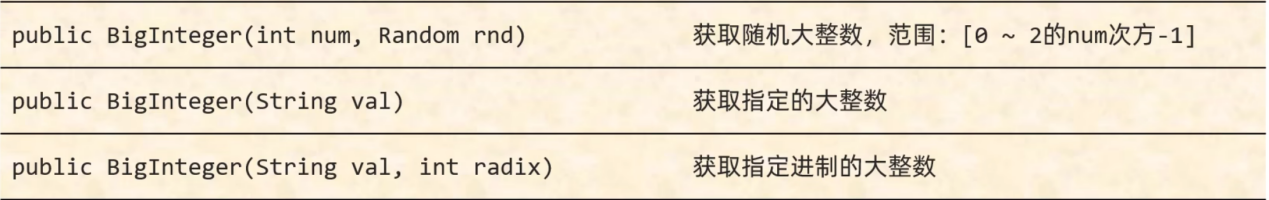 public BigInteger(int num, Random rnd) 获取随机大整数，范围：[0 ~ 2的num次方-1]
public BigInteger(String val) 获取指定的大整数
public BigInteger(String val, int radix) 获取指定进制的大整数